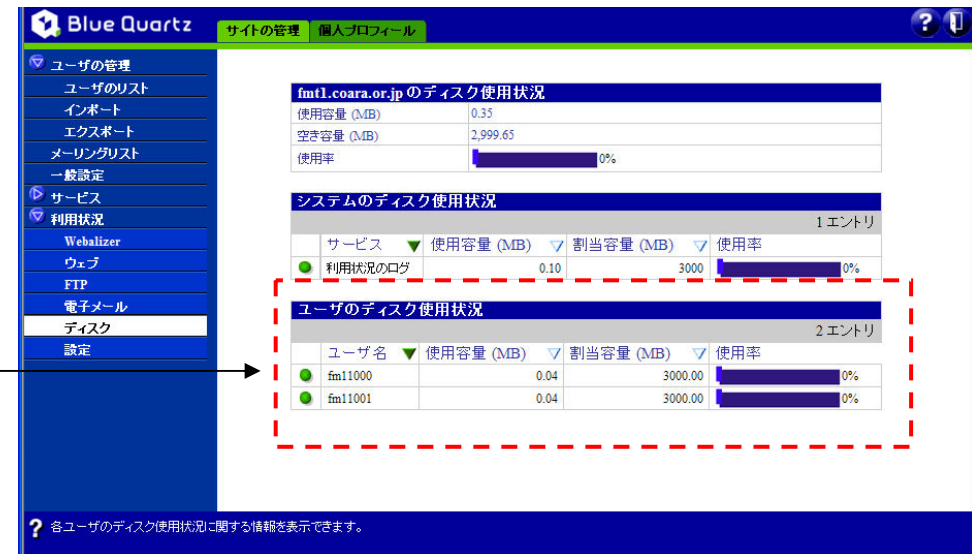 Blue Quartz
サイトの管理 個人プロフィール
?
ユーザの管理
ユーザのリスト
インポート
エクスポート
メーリングリスト
一般設定
サービス
利用状況
Webalizer
ウェブ
FTP
電子メール
ディスク
設定
fmt1.coara.or.jp のディスク使用状況
使用容量 (MB) 0.35
空き容量 (MB) 2,999.65
使用率 0%
システムのディスク使用状況
1 エントリ
サービス 使用容量 (MB) 割当容量 (MB) 使用率
利用状況のログ 0.10 3000 0%
ユーザのディスク使用状況
2 エントリ
ユーザ名 使用容量 (MB) 割当容量 (MB) 使用率
fm11000 0.04 3000.00 0%
fm11001 0.04 3000.00 0%
? 各ユーザのディスク使用状況に関する情報を表示できます。